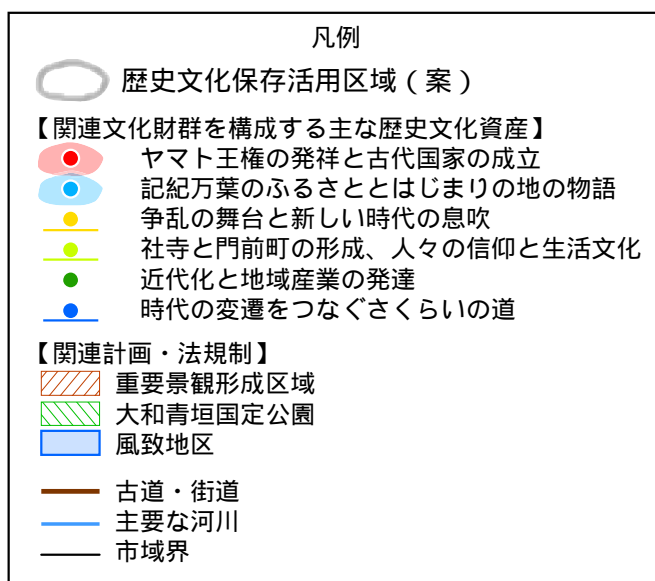 凡例
歴史文化保存活用区域（案）
【関連文化財群を構成する主な歴史文化資産】
ヤマト王権の発祥と古代国家の成立
記紀万葉のふるさととはじまりの地の物語
争乱の舞台と新しい時代の息吹
社寺と門前町の形成、人々の信仰と生活文化
近代化と地域産業の発達
時代の変遷をつなぐさくらいの道
【関連計画・法規制】
重要景観形成区域
大和青垣国定公園
風致地区
古道・街道
主要な河川
市域界